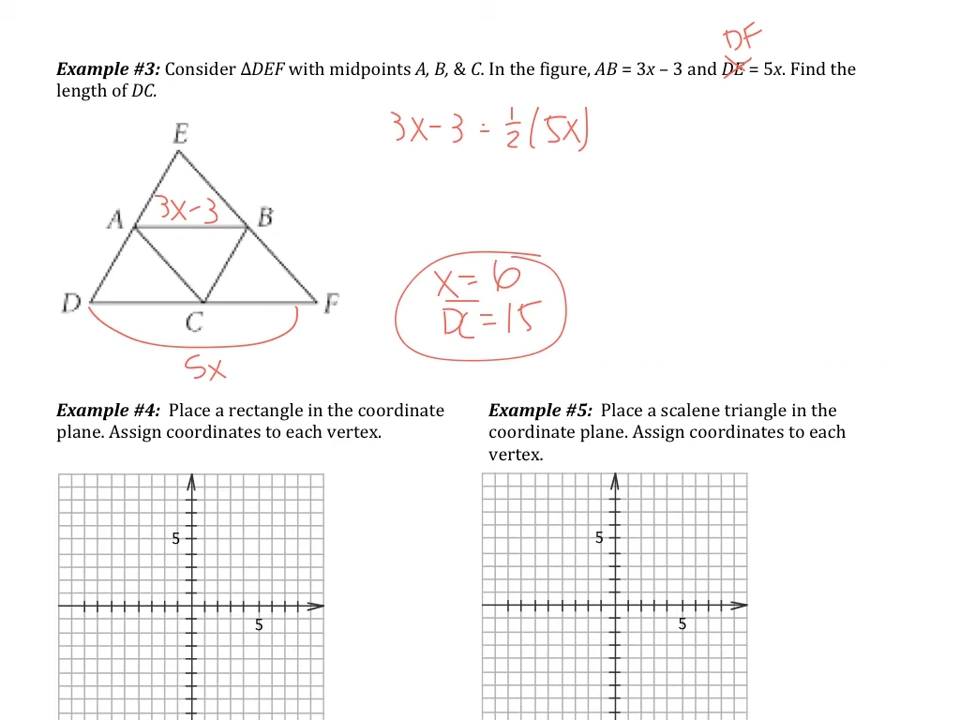 DF
Example #3: Consider ΔDEF with midpoints A, B, & C. In the figure, AB = 3x – 3 and DE = 5x. Find the
length of DC.
3x-3 = 1/2 (5x)
E
A
3x-3
B
D
C
F
5x
x = 6
DC = 15
Example #4: Place a rectangle in the coordinate
plane. Assign coordinates to each vertex.
5
5
Example #5: Place a scalene triangle in the
coordinate plane. Assign coordinates to each
vertex.
5
5